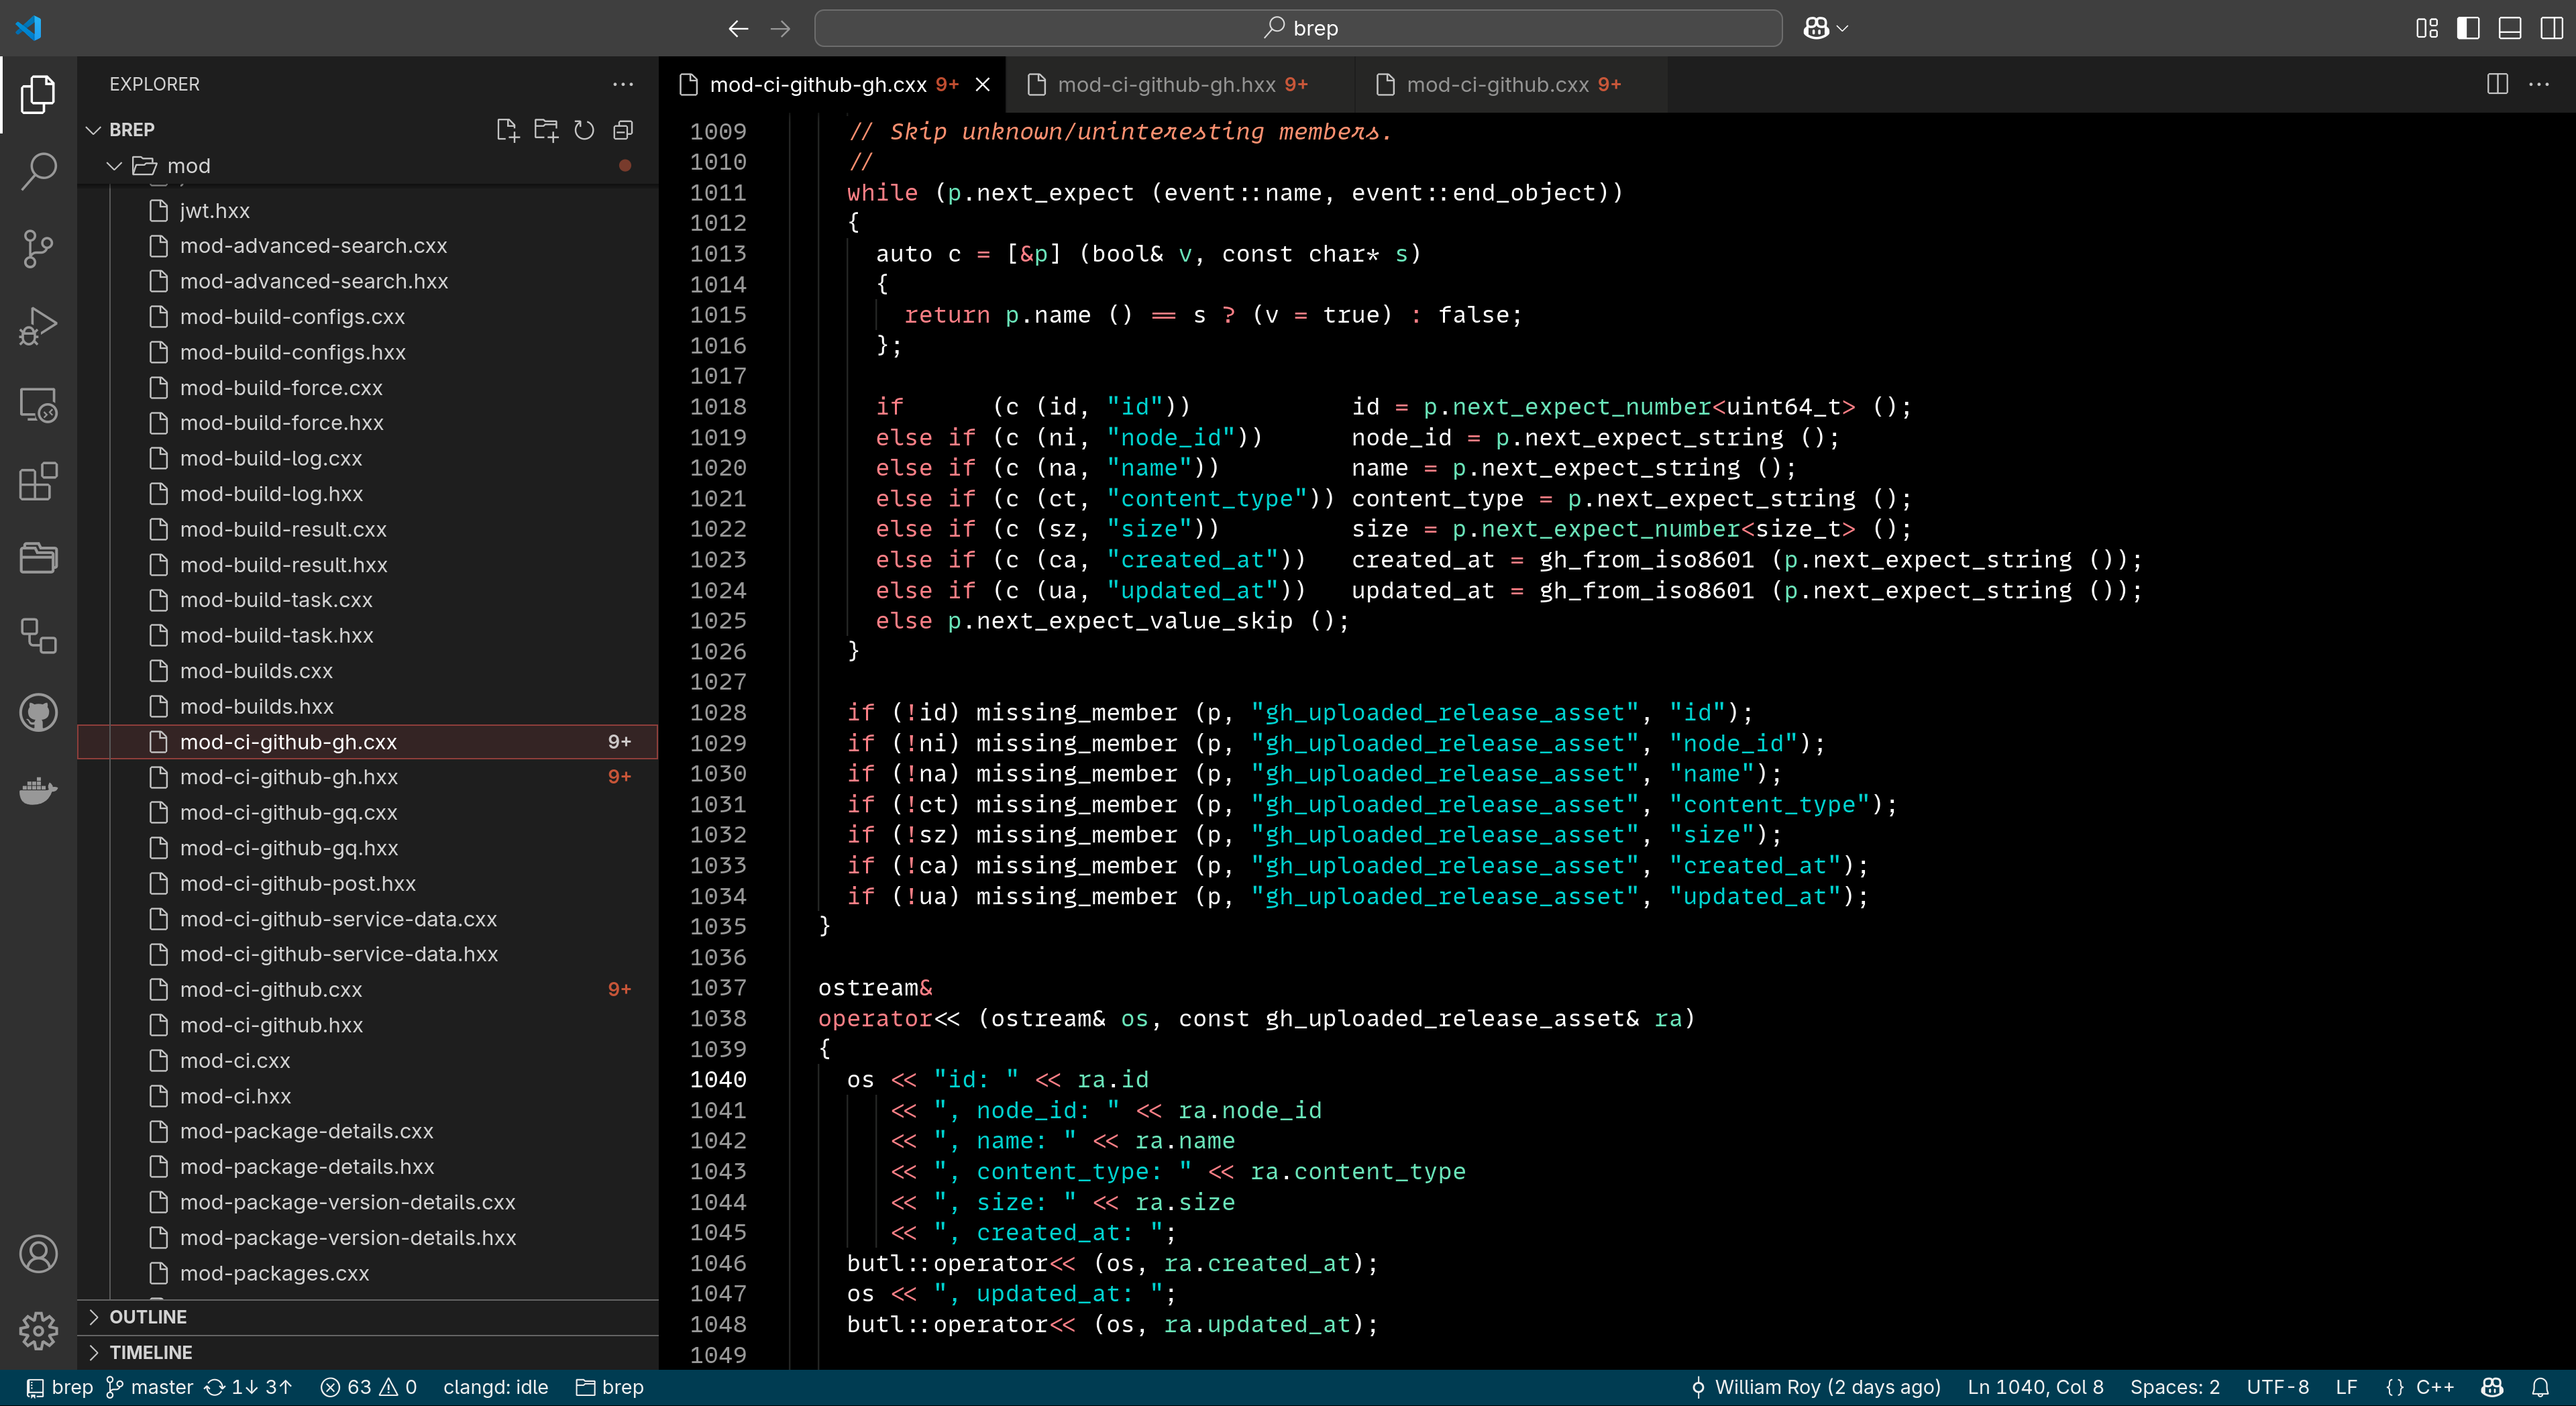 brep
EXPLORER
BREP
mod
jwt.hxx
mod-advanced-search.cxx
mod-advanced-search.hxx
mod-build-configs.cxx
mod-build-configs.hxx
mod-build-force.cxx
mod-build-force.hxx
mod-build-log.cxx
mod-build-log.hxx
mod-build-result.cxx
mod-build-result.hxx
mod-build-task.cxx
mod-build-task.hxx
mod-builds.cxx
mod-builds.hxx
mod-ci-github-gh.cxx 9+
mod-ci-github-gh.hxx 9+
mod-ci-github-gq.cxx
mod-ci-github-gq.hxx
mod-ci-github-post.hxx
mod-ci-github-service-data.cxx
mod-ci-github-service-data.hxx
mod-ci-github.cxx 9+
mod-ci-github.hxx
mod-ci.cxx
mod-ci.hxx
mod-package-details.cxx
mod-package-details.hxx
mod-package-version-details.cxx
mod-package-version-details.hxx
mod-packages.cxx
OUTLINE
TIMELINE
mod-ci-github-gh.cxx 9+ mod-ci-github-gh.hxx 9+ mod-ci-github.cxx 9+
1009 // Skip unknown/uninteresting members.
1010 //
1011 while (p.next_expect (event::name, event::end_object))
1012 {
1013 auto c = [&p] (bool& v, const char* s)
1014 {
1015 return p.name () == s ? (v = true) : false;
1016 };
1017
1018 if (c (id, "id")) id = p.next_expect_number<uint64_t> ();
1019 else if (c (ni, "node_id")) node_id = p.next_expect_string ();
1020 else if (c (na, "name")) name = p.next_expect_string ();
1021 else if (c (ct, "content_type")) content_type = p.next_expect_string ();
1022 else if (c (sz, "size")) size = p.next_expect_number<size_t> ();
1023 else if (c (ca, "created_at")) created_at = gh_from_iso8601 (p.next_expect_string ());
1024 else if (c (ua, "updated_at")) updated_at = gh_from_iso8601 (p.next_expect_string ());
1025 else p.next_expect_value_skip ();
1026 }
1027
1028 if (!id) missing_member (p, "gh_uploaded_release_asset", "id");
1029 if (!ni) missing_member (p, "gh_uploaded_release_asset", "node_id");
1030 if (!na) missing_member (p, "gh_uploaded_release_asset", "name");
1031 if (!ct) missing_member (p, "gh_uploaded_release_asset", "content_type");
1032 if (!sz) missing_member (p, "gh_uploaded_release_asset", "size");
1033 if (!ca) missing_member (p, "gh_uploaded_release_asset", "created_at");
1034 if (!ua) missing_member (p, "gh_uploaded_release_asset", "updated_at");
1035 }
1036
1037 ostream&
1038 operator<< (ostream& os, const gh_uploaded_release_asset& ra)
1039 {
1040 os << "id: " << ra.id
1041 << ", node_id: " << ra.node_id
1042 << ", name: " << ra.name
1043 << ", content_type: " << ra.content_type
1044 << ", size: " << ra.size
1045 << ", created_at: ";
1046 butl::operator<< (os, ra.created_at);
1047 os << ", updated_at: ";
1048 butl::operator<< (os, ra.updated_at);
1049
brep master 1↓ 3↑ 63 0 clangd: idle brep William Roy (2 days ago) Ln 1040, Col 8 Spaces: 2 UTF-8 LF {} C++